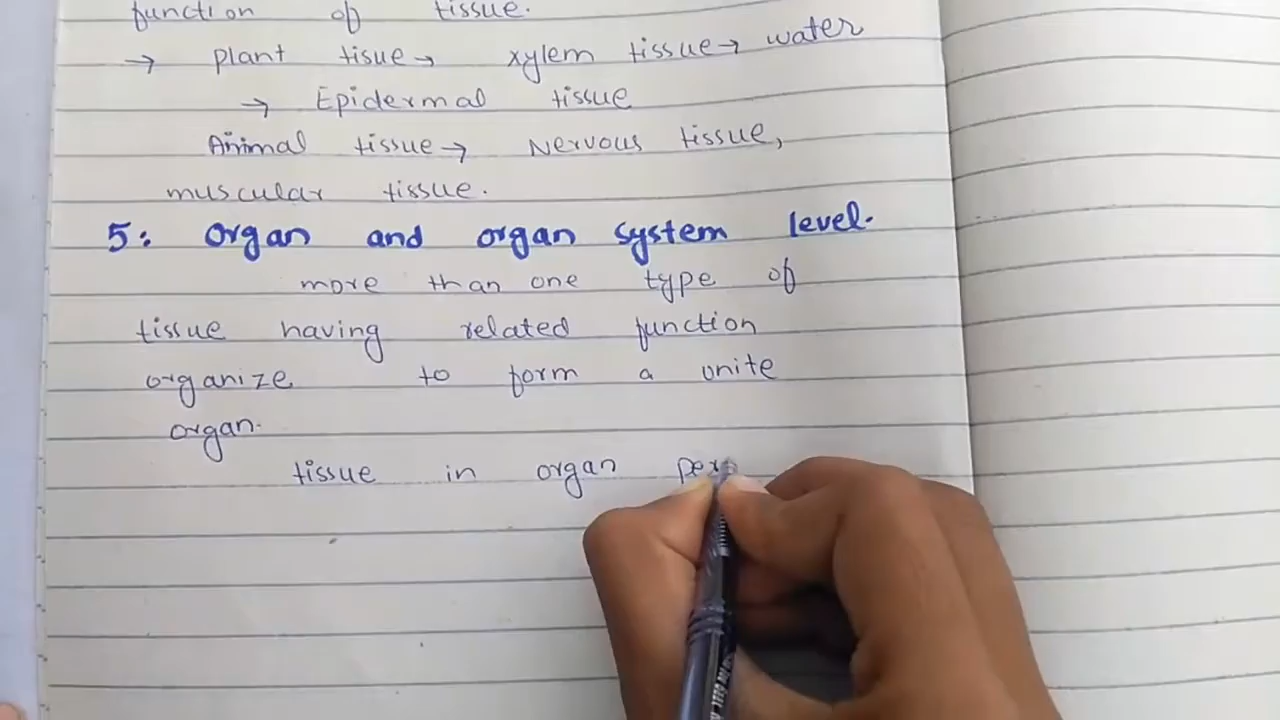 function of tissue.
→ plant tisue → xylem tissue → water
→ Epidermal tissue
Animal tissue → Nervous tissue,
muscular tissue.
5: organ and organ system level.
more than one type of
tissue having related function
organize to form a unite
organ.
tissue in organ per